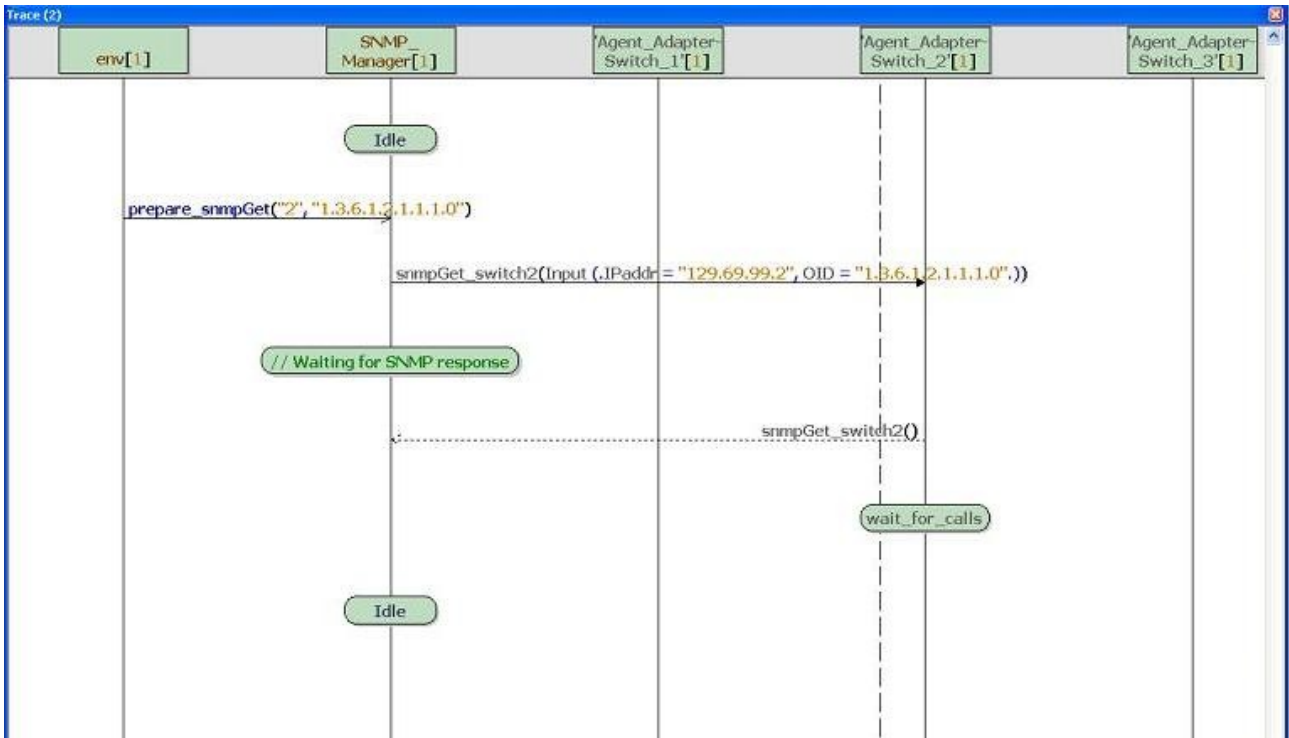 Trace (2)
env[1]
SNMP_
Manager[1]
'Agent_Adapter-
Switch_1'[1]
'Agent_Adapter-
Switch_2'[1]
'Agent_Adapter-
Switch_3'[1]
Idle
prepare_snmpGet("2", "1.3.6.1.2.1.1.1.0")
snmpGet_switch2(Input (.IPaddr = "129.69.99.2", OID = "1.3.6.1.2.1.1.1.0".))
// Waiting for SNMP response
snmpGet_switch2()
wait_for_calls
Idle